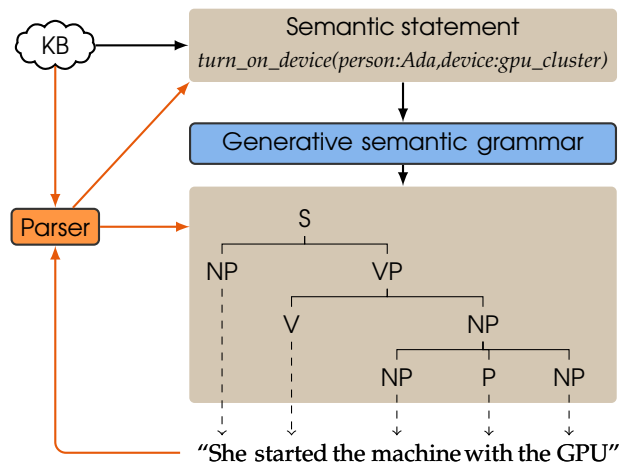 KB
Semantic statement
turn_on_device(person:Ada,device:gpu_cluster)
Generative semantic grammar
Parser
S
NP VP
V NP
NP P NP
“She started the machine with the GPU”